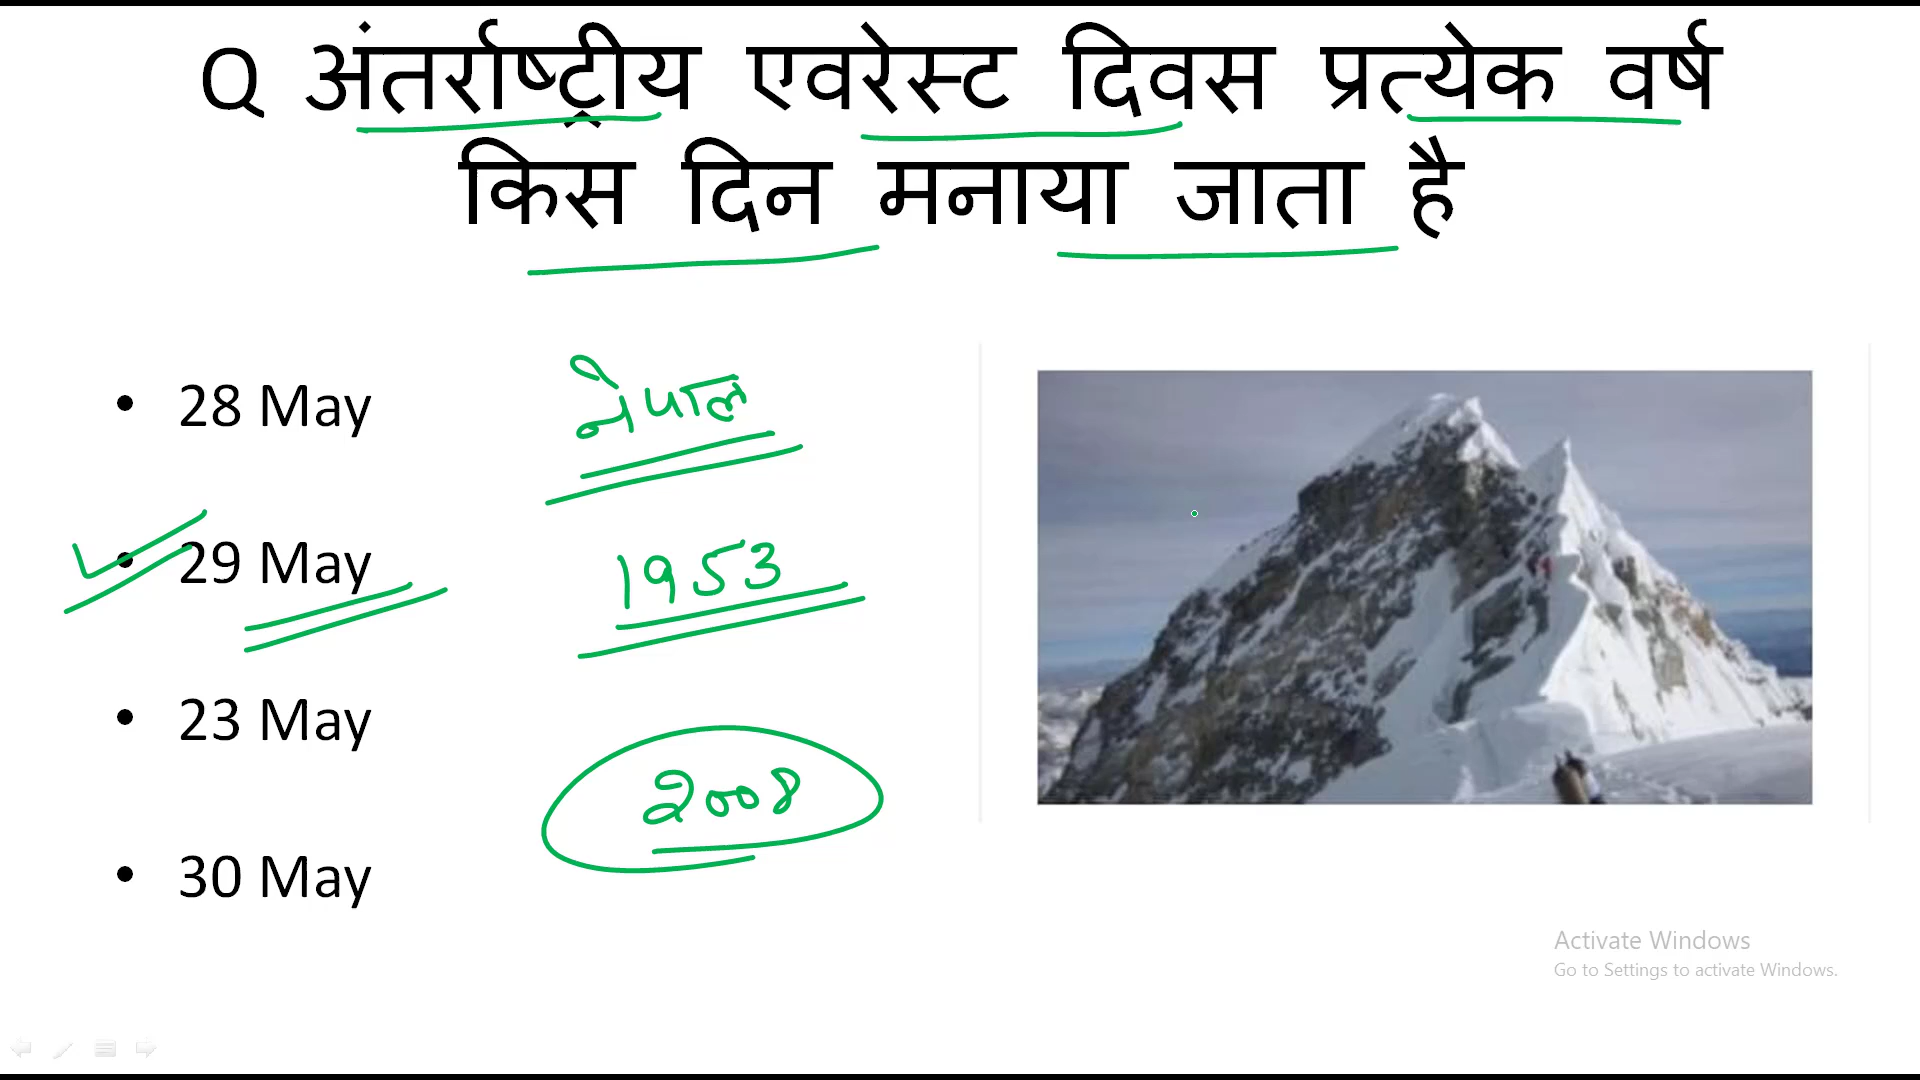 Q अंतर्राष्ट्रीय एवरेस्ट दिवस प्रत्येक वर्ष
किस दिन मनाया जाता है
• 28 May
नेपाल
• 29 May
1953
• 23 May
2008
• 30 May
Activate Windows
Go to Settings to activate Windows.